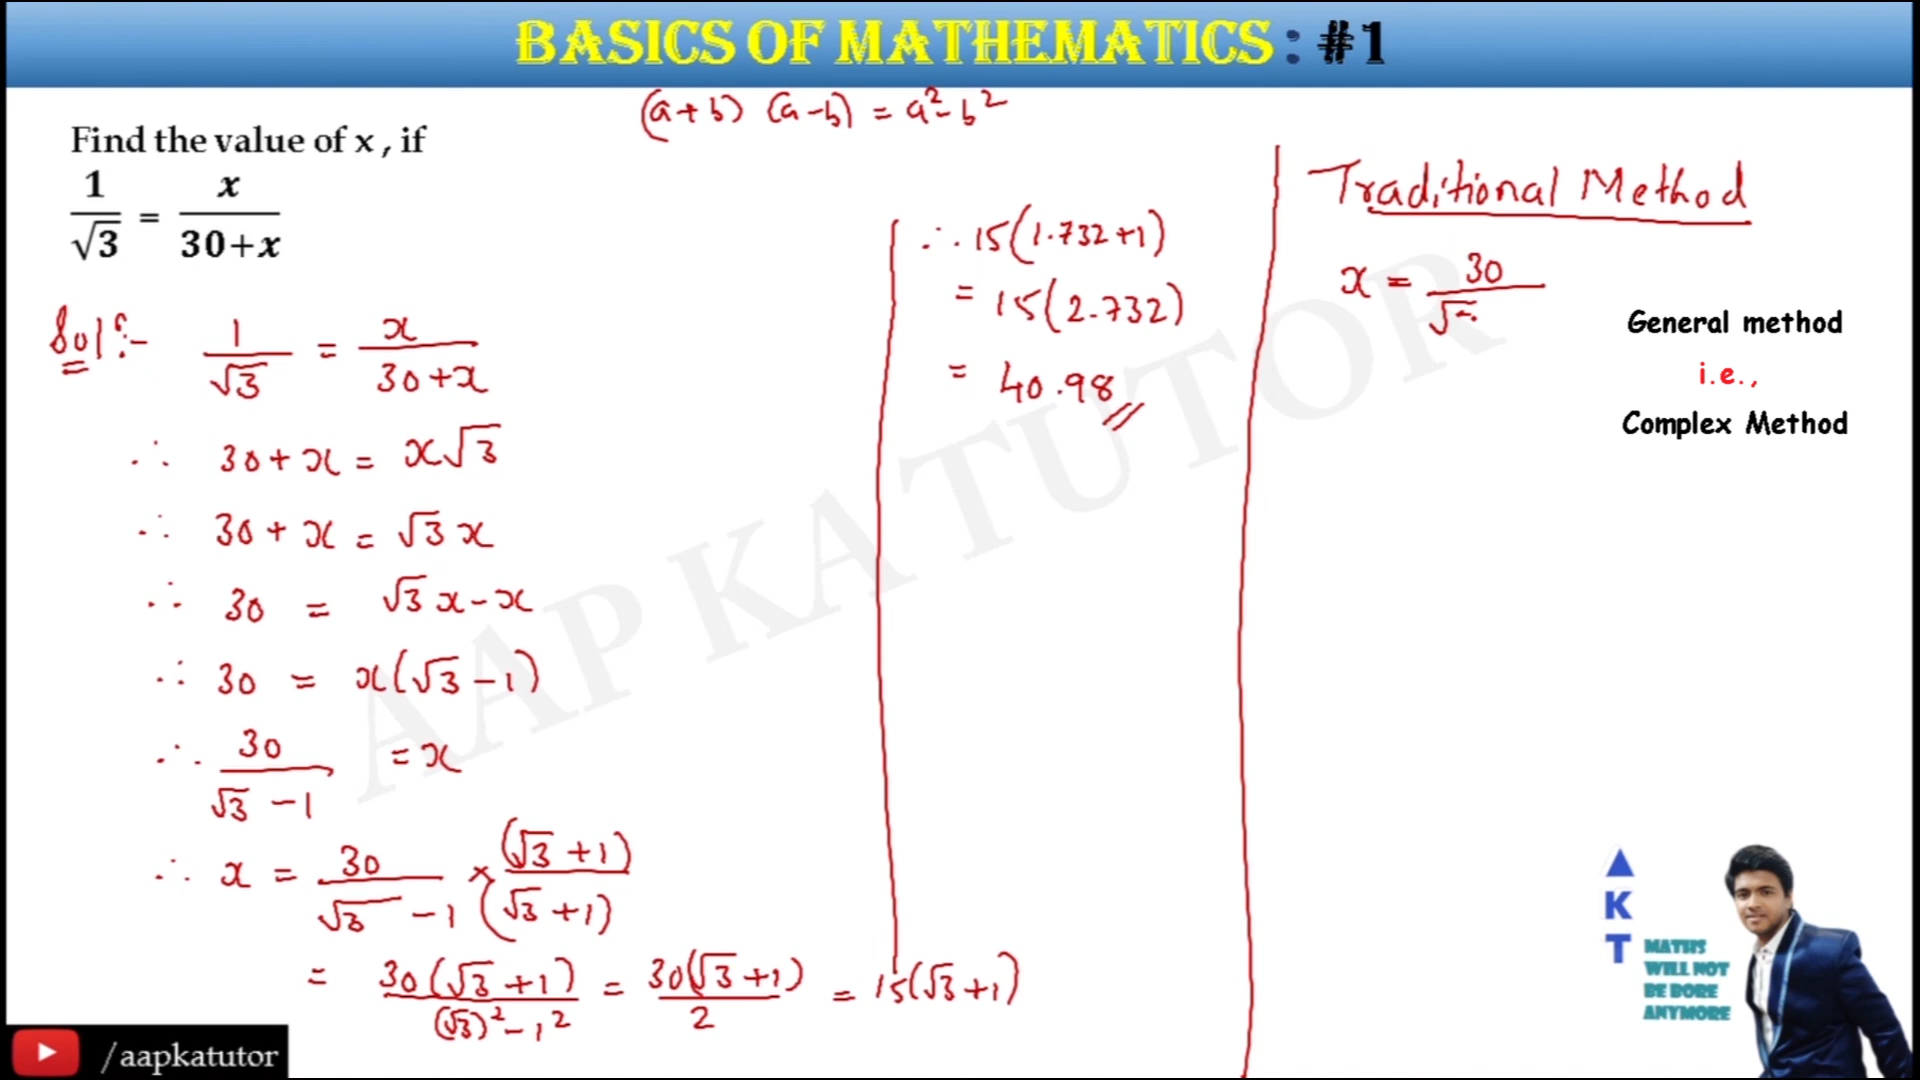 BASICS OF MATHEMATICS : #1
(a+b) (a-b) = a²-b²
Find the value of x , if
1/√3 = x/(30+x)
Sol:- 1/√3 = x/(30+x)
∴ 30+x = x√3
∴ 30+x = √3 x
∴ 30 = √3 x - x
∴ 30 = x(√3 - 1)
∴ 30/(√3 - 1) = x
∴ x = 30/(√3 - 1) × (√3 + 1)/(√3 + 1)
= 30(√3 + 1)/((√3)² - 1²) = 30(√3 + 1)/2 = 15(√3 + 1)
∴ 15(1.732+1)
= 15(2.732)
= 40.98
Traditional Method
x = 30/√
General method
i.e.,
Complex Method
AAP KA TUTOR
AKT
MATHS
WILL NOT
BE BORE
ANYMORE
/aapkatutor